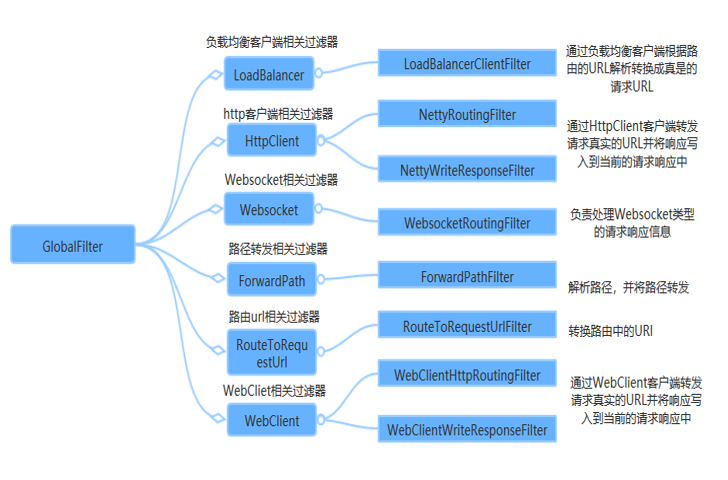 负载均衡客户端相关过滤器
LoadBalancer
LoadBalancerClientFilter
通过负载均衡客户端根据路
由的URL解析转换成真是的
请求URL
http客户端相关过滤器
HttpClient
NettyRoutingFilter
NettyWriteResponseFilter
通过HttpClient客户端转发
请求真实的URL并将响应写
入到当前的请求响应中
Websocket相关过滤器
Websocket
WebsocketRoutingFilter
负责处理Websocket类型
的请求响应信息
GlobalFilter
路径转发相关过滤器
ForwardPath
ForwardPathFilter
解析路径，并将路径转发
路由url相关过滤器
RouteToRequ
estUrl
RouteToRequestUrlFilter
转换路由中的URI
WebCliet相关过滤器
WebClient
WebClientHttpRoutingFilter
WebClientWriteResponseFilter
通过WebClient客户端转发
请求真实的URL并将响应写
入到当前的请求响应中